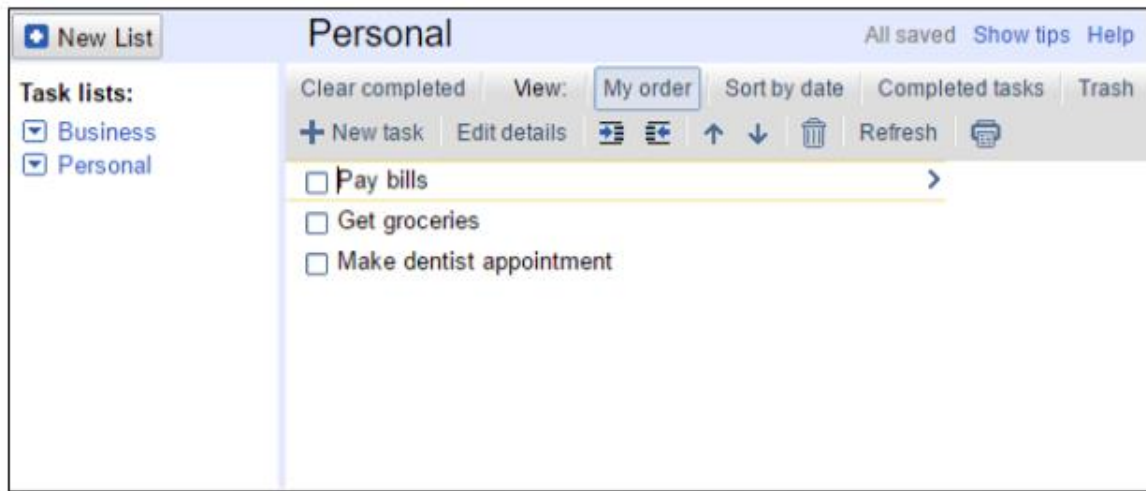 New List
Personal
All saved Show tips Help
Task lists:
Business
Personal
Clear completed View: My order Sort by date Completed tasks Trash
New task Edit details Refresh
Pay bills
Get groceries
Make dentist appointment